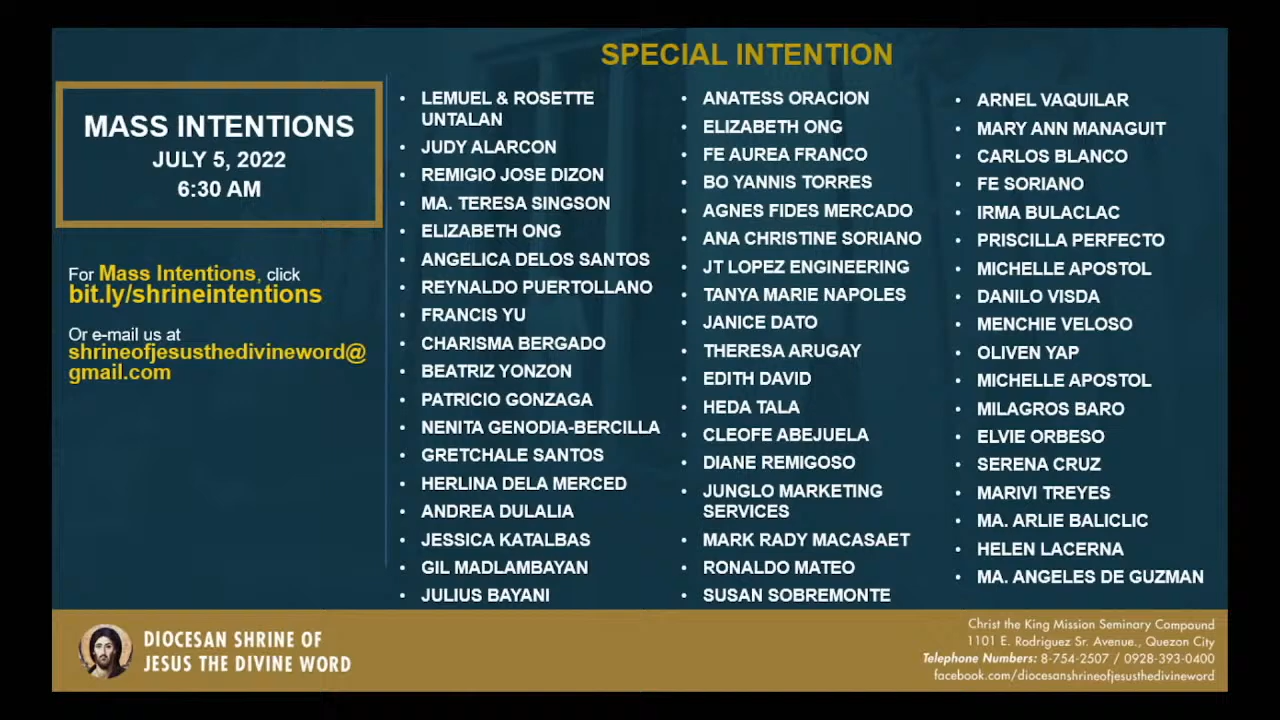 SPECIAL INTENTION
MASS INTENTIONS
JULY 5, 2022
6:30 AM
For Mass Intentions, click
bit.ly/shrineintentions
Or e-mail us at
shrineofjesusthedivineword@
gmail.com
• LEMUEL & ROSETTE
UNTALAN
• JUDY ALARCON
• REMIGIO JOSE DIZON
• MA. TERESA SINGSON
• ELIZABETH ONG
• ANGELICA DELOS SANTOS
• REYNALDO PUERTOLLANO
• FRANCIS YU
• CHARISMA BERGADO
• BEATRIZ YONZON
• PATRICIO GONZAGA
• NENITA GENODIA-BERCILLA
• GRETCHALE SANTOS
• HERLINA DELA MERCED
• ANDREA DULALIA
• JESSICA KATALBAS
• GIL MADLAMBAYAN
• JULIUS BAYANI
• ANATESS ORACION
• ELIZABETH ONG
• FE AUREA FRANCO
• BO YANNIS TORRES
• AGNES FIDES MERCADO
• ANA CHRISTINE SORIANO
• JT LOPEZ ENGINEERING
• TANYA MARIE NAPOLES
• JANICE DATO
• THERESA ARUGAY
• EDITH DAVID
• HEDA TALA
• CLEOFE ABEJUELA
• DIANE REMIGOSO
• JUNGLO MARKETING
SERVICES
• MARK RADY MACASAET
• RONALDO MATEO
• SUSAN SOBREMONTE
• ARNEL VAQUILAR
• MARY ANN MANAGUIT
• CARLOS BLANCO
• FE SORIANO
• IRMA BULACLAC
• PRISCILLA PERFECTO
• MICHELLE APOSTOL
• DANILO VISDA
• MENCHIE VELOSO
• OLIVEN YAP
• MICHELLE APOSTOL
• MILAGROS BARO
• ELVIE ORBESO
• SERENA CRUZ
• MARIVI TREYES
• MA. ARLIE BALICLIC
• HELEN LACERNA
• MA. ANGELES DE GUZMAN
DIOCESAN SHRINE OF
JESUS THE DIVINE WORD
Christ the King Mission Seminary Compound
1101 E. Rodriguez Sr. Avenue., Quezon City
Telephone Numbers: 8-754-2507 / 0928-393-0400
facebook.com/diocesanshrineofjesusthedivineword